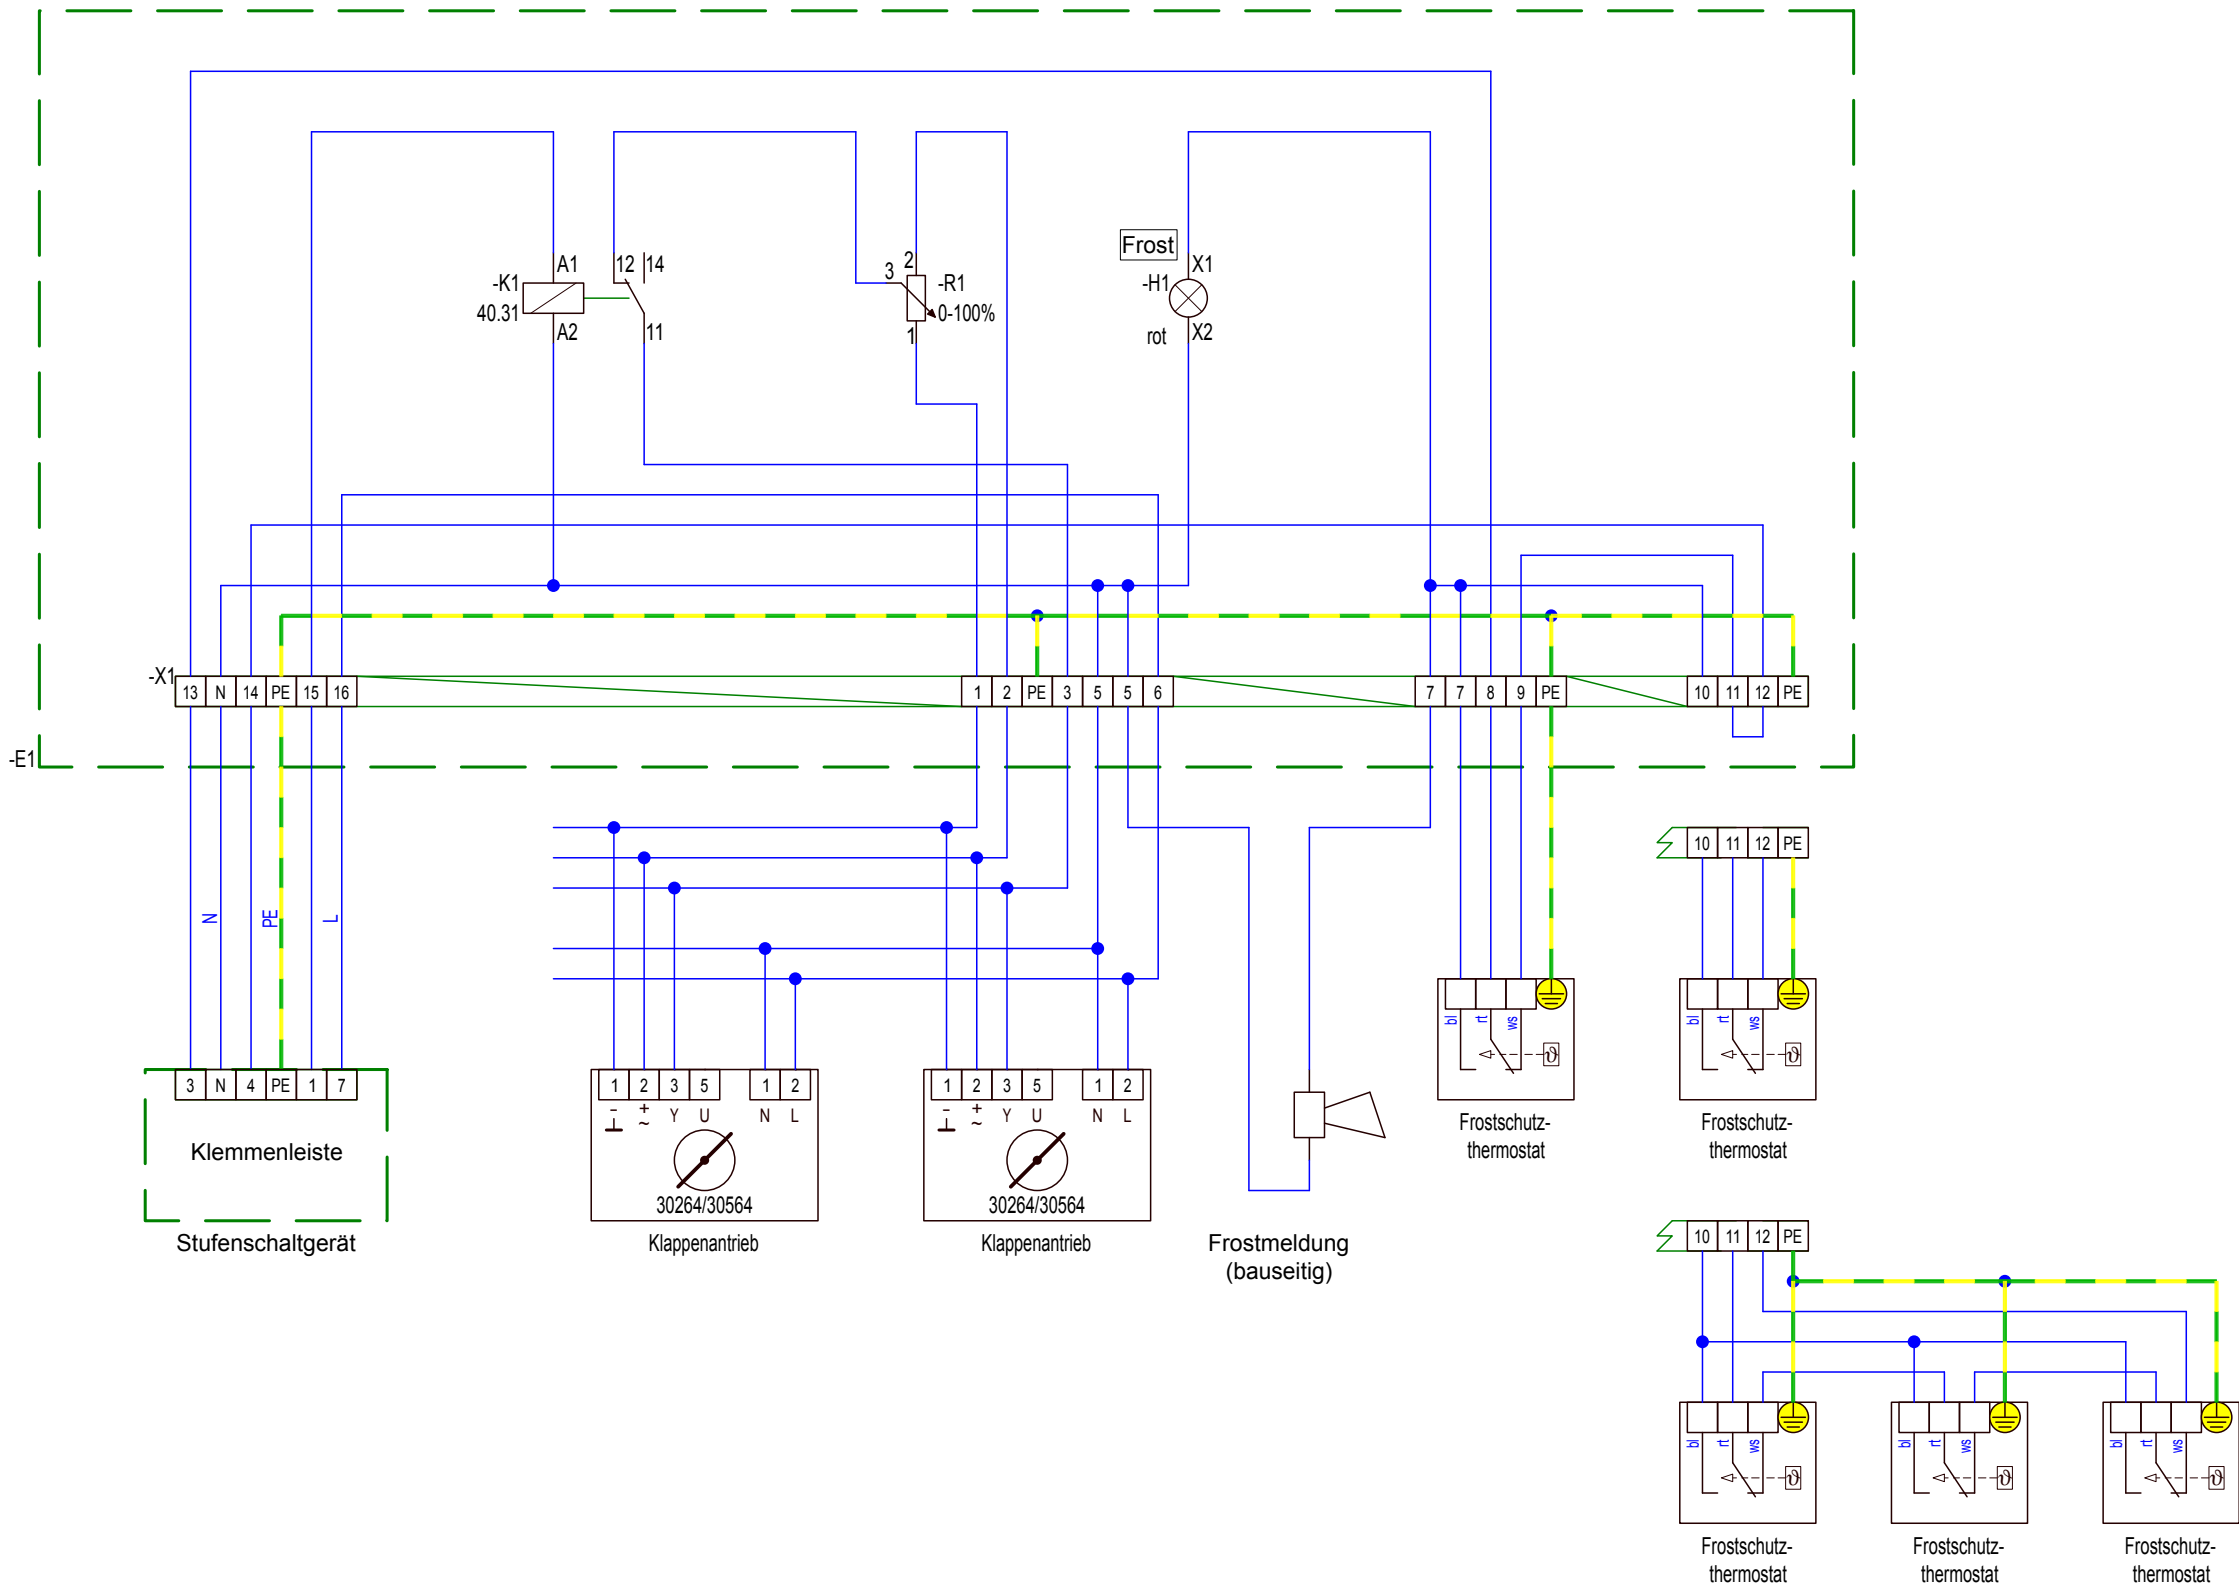 A1
12
14
-K1
40.31
A2
11
2
3
-R1
0-100%
1
Frost
X1
-H1
rot
X2
-X1
13 N 14 PE 15 16
1 2 PE 3 5 5 6
7 7 8 9 PE
10 11 12 PE
-E1
N
PE
L
10 11 12 PE
bl rt ws ϑ
bl rt ws ϑ
3 N 4 PE 1 7
Klemmenleiste
Stufenschaltgerät
1 2 3 5 1 2
- + Y U N L
⊥ ~
30264/30564
Klappenantrieb
1 2 3 5 1 2
- + Y U N L
⊥ ~
30264/30564
Klappenantrieb
Frostmeldung
(bauseitig)
Frostschutz-
thermostat
Frostschutz-
thermostat
10 11 12 PE
bl rt ws ϑ
bl rt ws ϑ
bl rt ws ϑ
Frostschutz-
thermostat
Frostschutz-
thermostat
Frostschutz-
thermostat